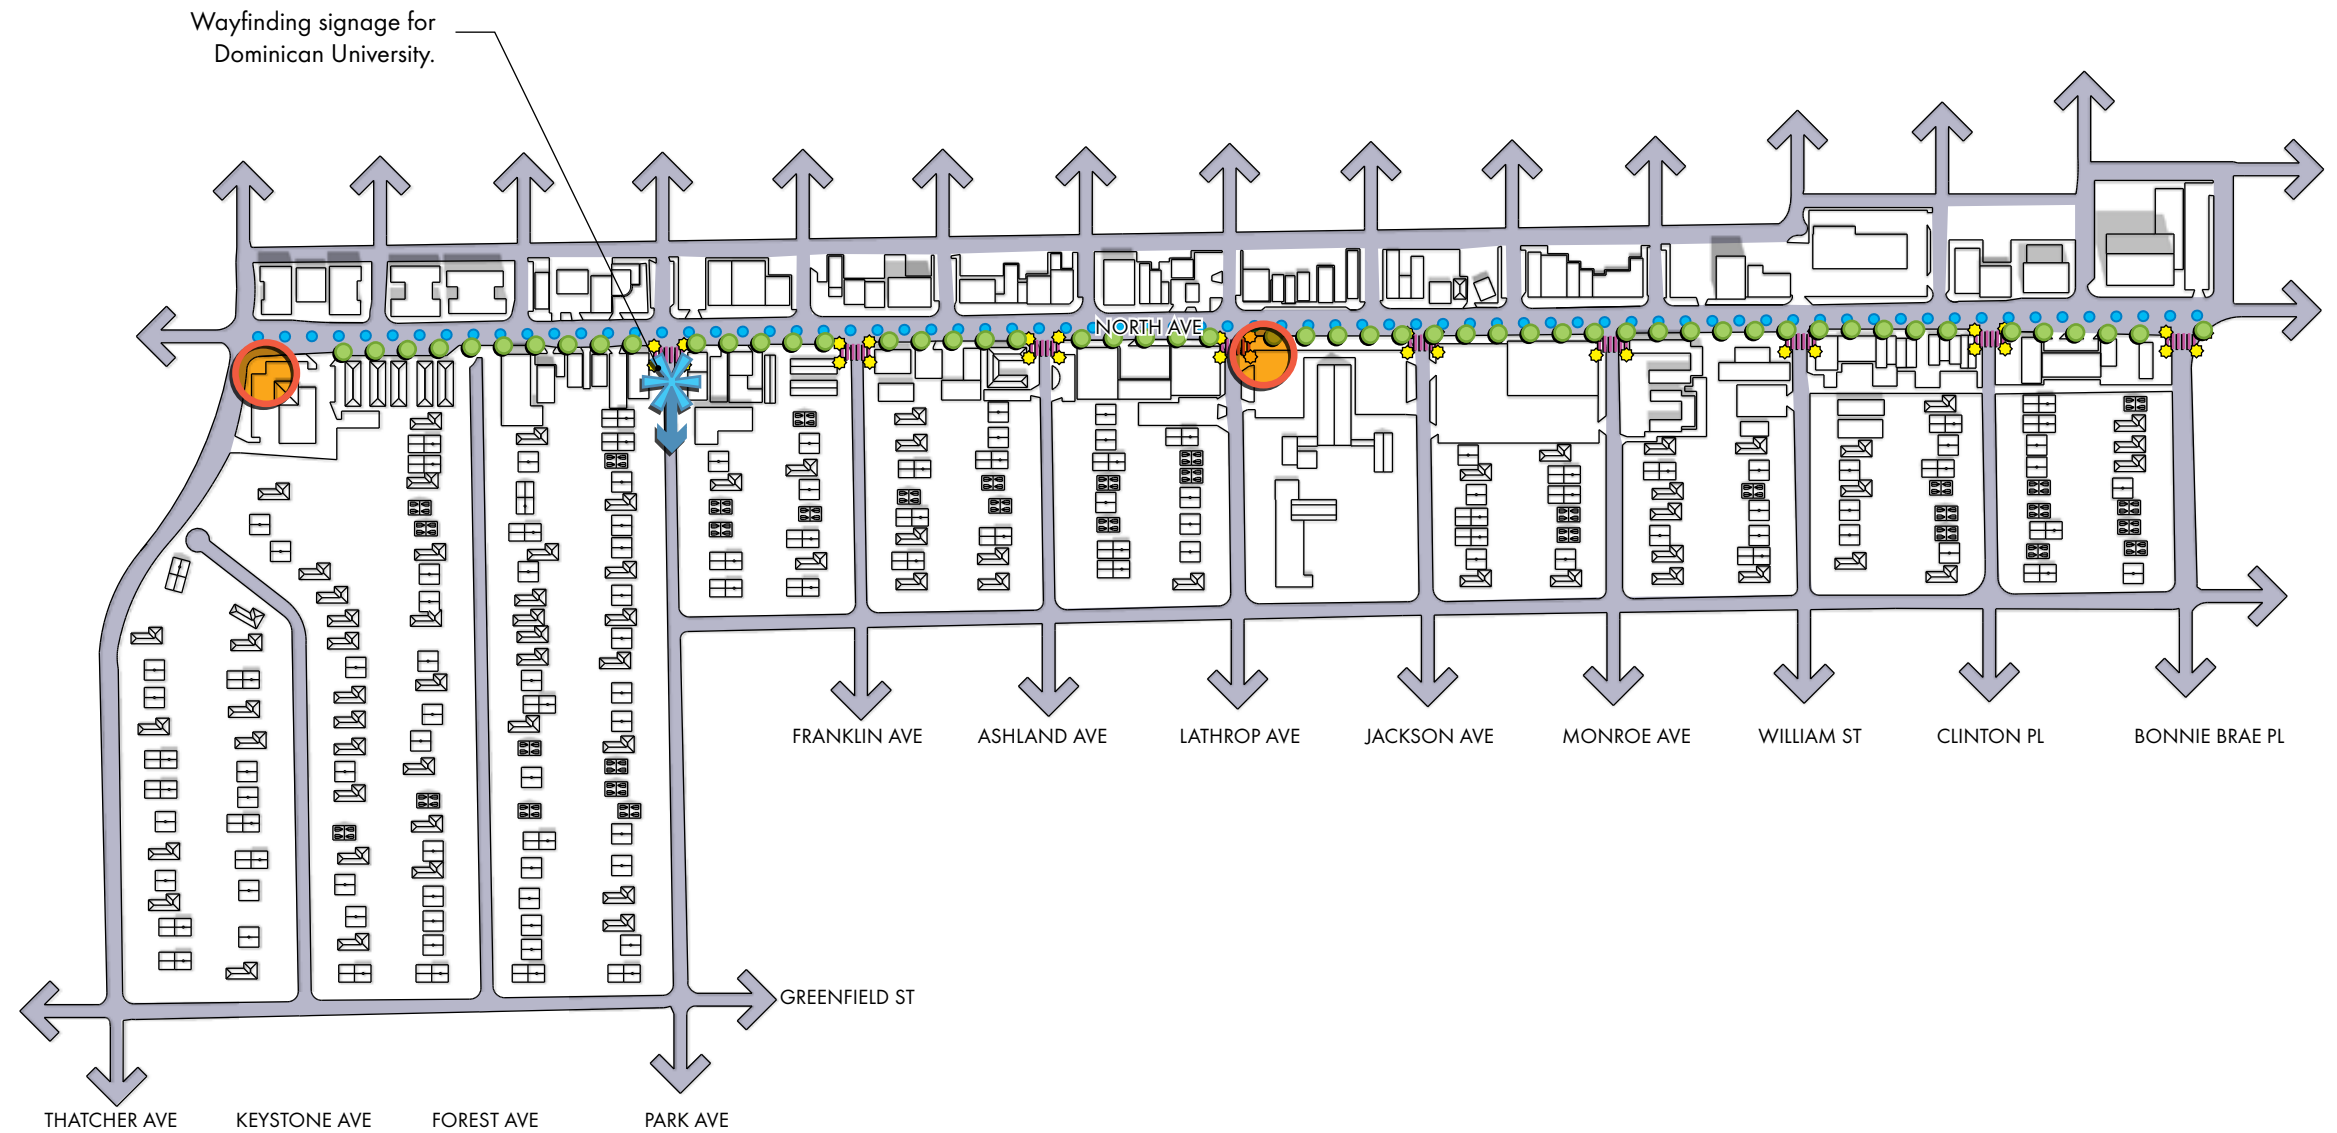 Wayfinding signage for
Dominican University.
NORTH AVE
FRANKLIN AVE
ASHLAND AVE
LATHROP AVE
JACKSON AVE
MONROE AVE
WILLIAM ST
CLINTON PL
BONNIE BRAE PL
GREENFIELD ST
THATCHER AVE
KEYSTONE AVE
FOREST AVE
PARK AVE